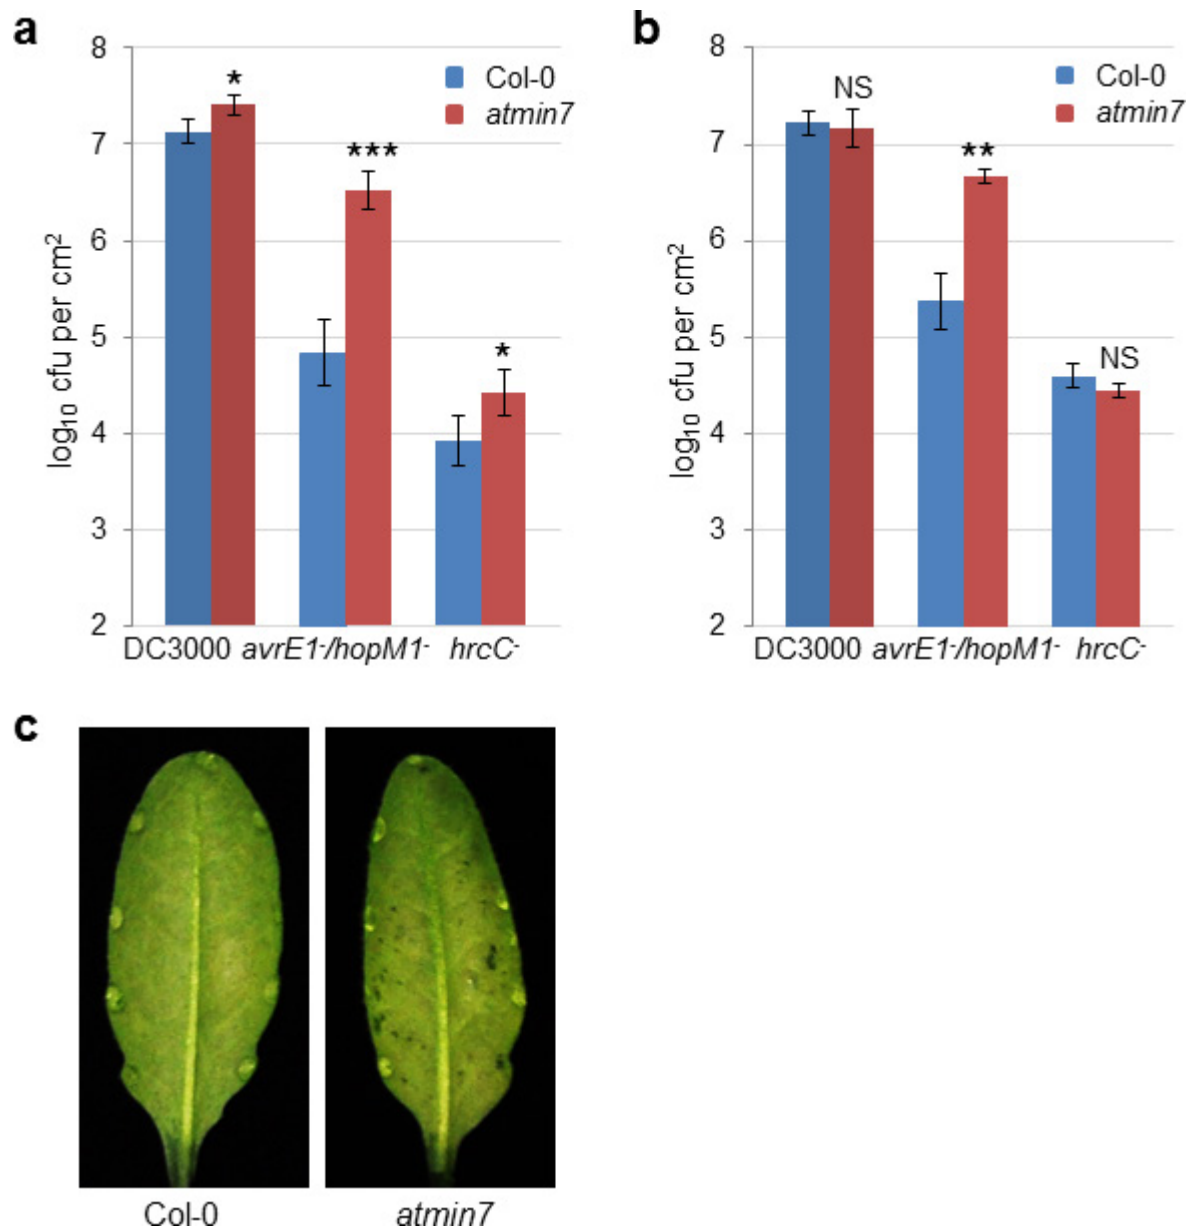 a
8
7
6
5
4
3
2
log₁₀ cfu per cm²
Col-0
atmin7
*
***
*
DC3000 avrE1⁻/hopM1⁻ hrcC⁻
b
8
7
6
5
4
3
2
log₁₀ cfu per cm²
Col-0
atmin7
NS
**
NS
DC3000 avrE1⁻/hopM1⁻ hrcC⁻
c
Col-0
atmin7